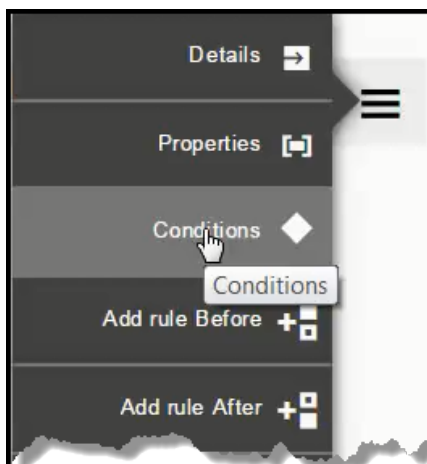 Details
Properties
Conditions
Conditions
Add rule Before
Add rule After